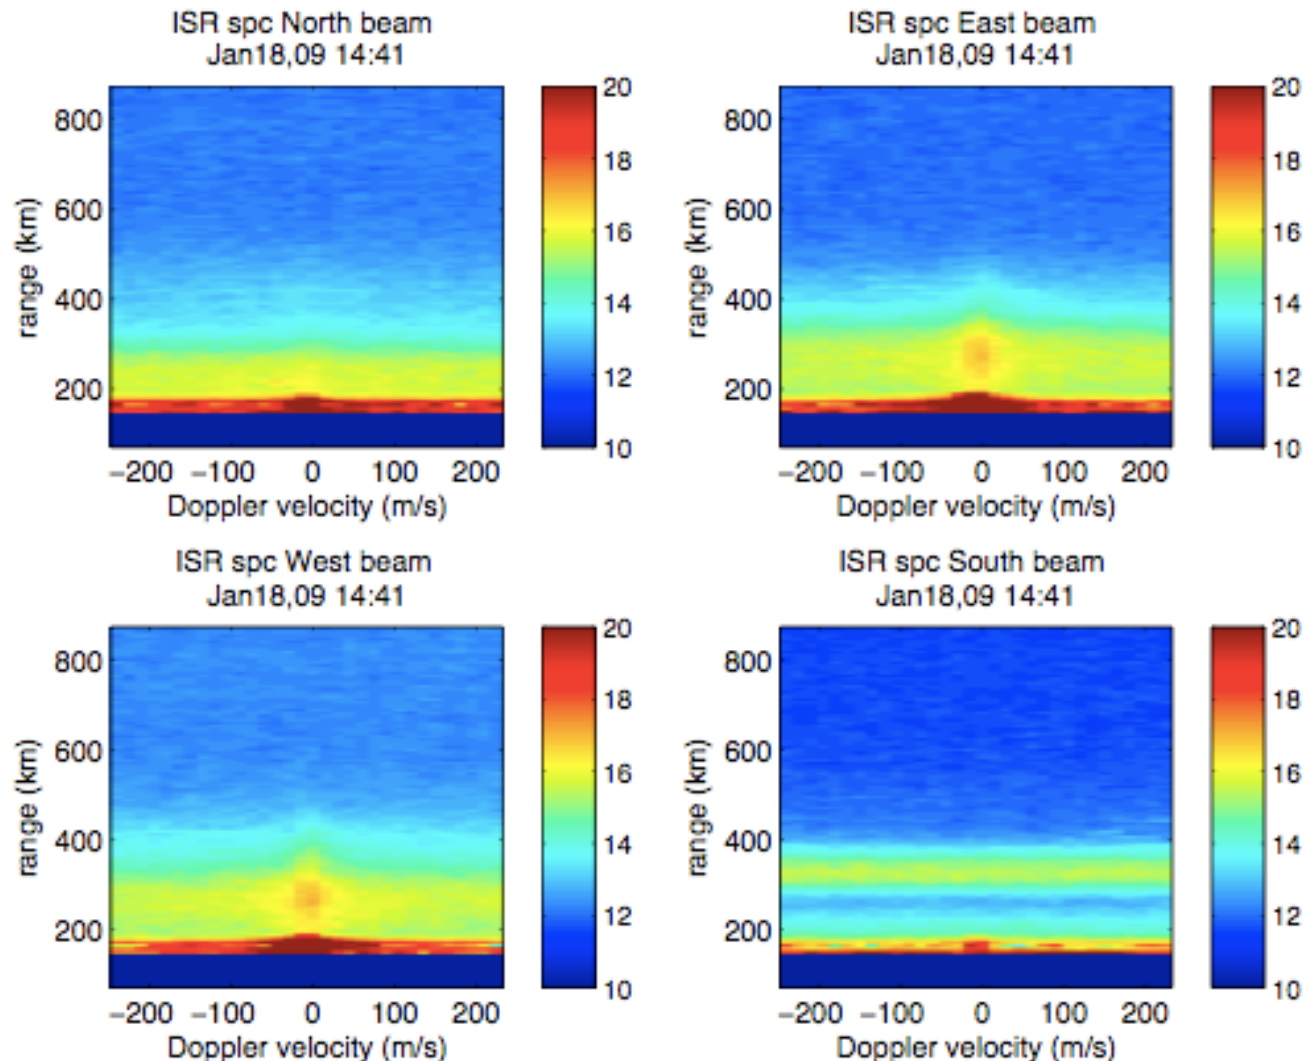 ISR spc North beam
Jan18,09 14:41
800
600
400
200
range (km)
−200 −100 0 100 200
Doppler velocity (m/s)
20
18
16
14
12
10
ISR spc East beam
Jan18,09 14:41
800
600
400
200
range (km)
−200 −100 0 100 200
Doppler velocity (m/s)
20
18
16
14
12
10
ISR spc West beam
Jan18,09 14:41
800
600
400
200
range (km)
−200 −100 0 100 200
Doppler velocity (m/s)
20
18
16
14
12
10
ISR spc South beam
Jan18,09 14:41
800
600
400
200
range (km)
−200 −100 0 100 200
Doppler velocity (m/s)
20
18
16
14
12
10